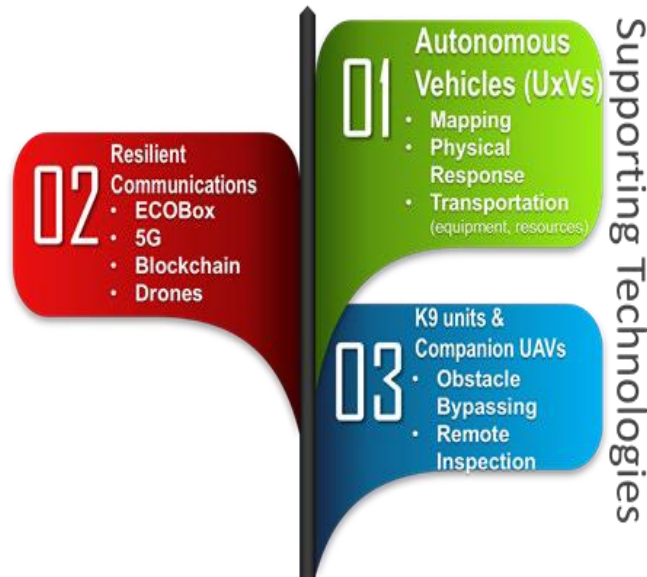 01
Autonomous
Vehicles (UxVs)
• Mapping
• Physical
Response
• Transportation
(equipment, resources)
02
Resilient
Communications
• ECOBox
• 5G
• Blockchain
• Drones
03
K9 units &
Companion UAVs
• Obstacle
Bypassing
• Remote
Inspection
Supporting Technologies